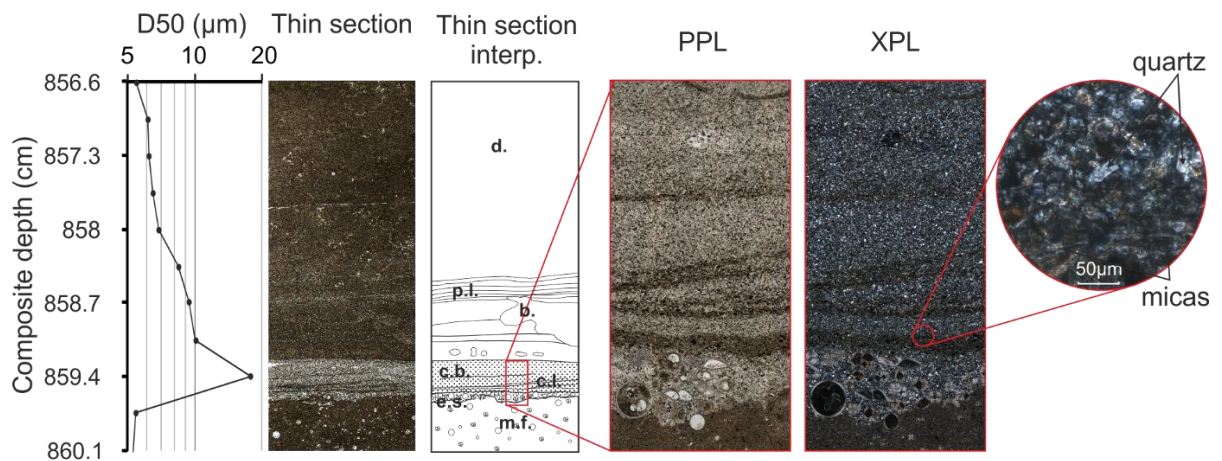 D50 (µm)
5 10 20
Thin section
Thin section
interp.
PPL
XPL
Composite depth (cm)
856.6
857.3
858
858.7
859.4
860.1
d.
p.l.
b.
c.b.
c.l.
e.s.
m.f.
quartz
50µm
micas